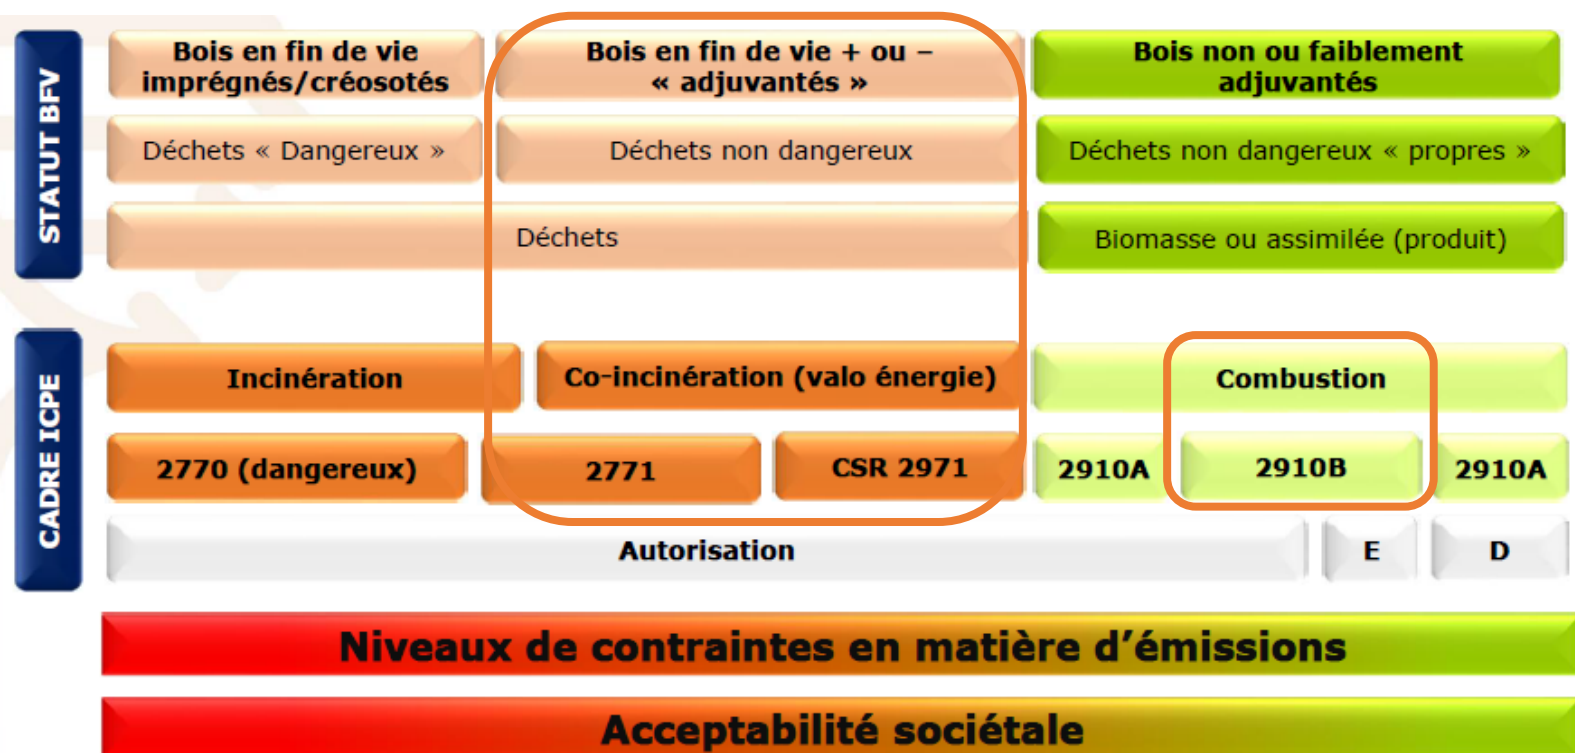 STATUT BFV
Bois en fin de vie
imprégnés/créosotés
Bois en fin de vie + ou –
« adjuvantés »
Bois non ou faiblement
adjuvantés
Déchets « Dangereux »
Déchets non dangereux
Déchets non dangereux « propres »
Déchets
Biomasse ou assimilée (produit)
CADRE ICPE
Incinération
Co-incinération (valo énergie)
Combustion
2770 (dangereux)
2771
CSR 2971
2910A
2910B
2910A
Autorisation
E
D
Niveaux de contraintes en matière d’émissions
Acceptabilité sociétale